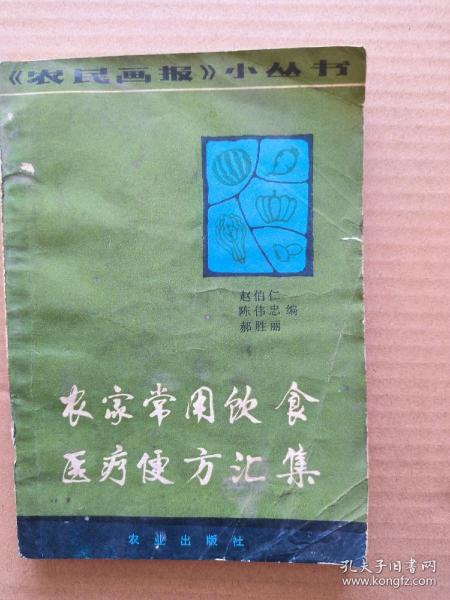 《农民画报》小丛书
赵伯仁
陈伟忠 编
郝胜丽
农家常用饮食
医疗便方汇集
农业出版社
孔夫子旧书网
www.kongfz.com